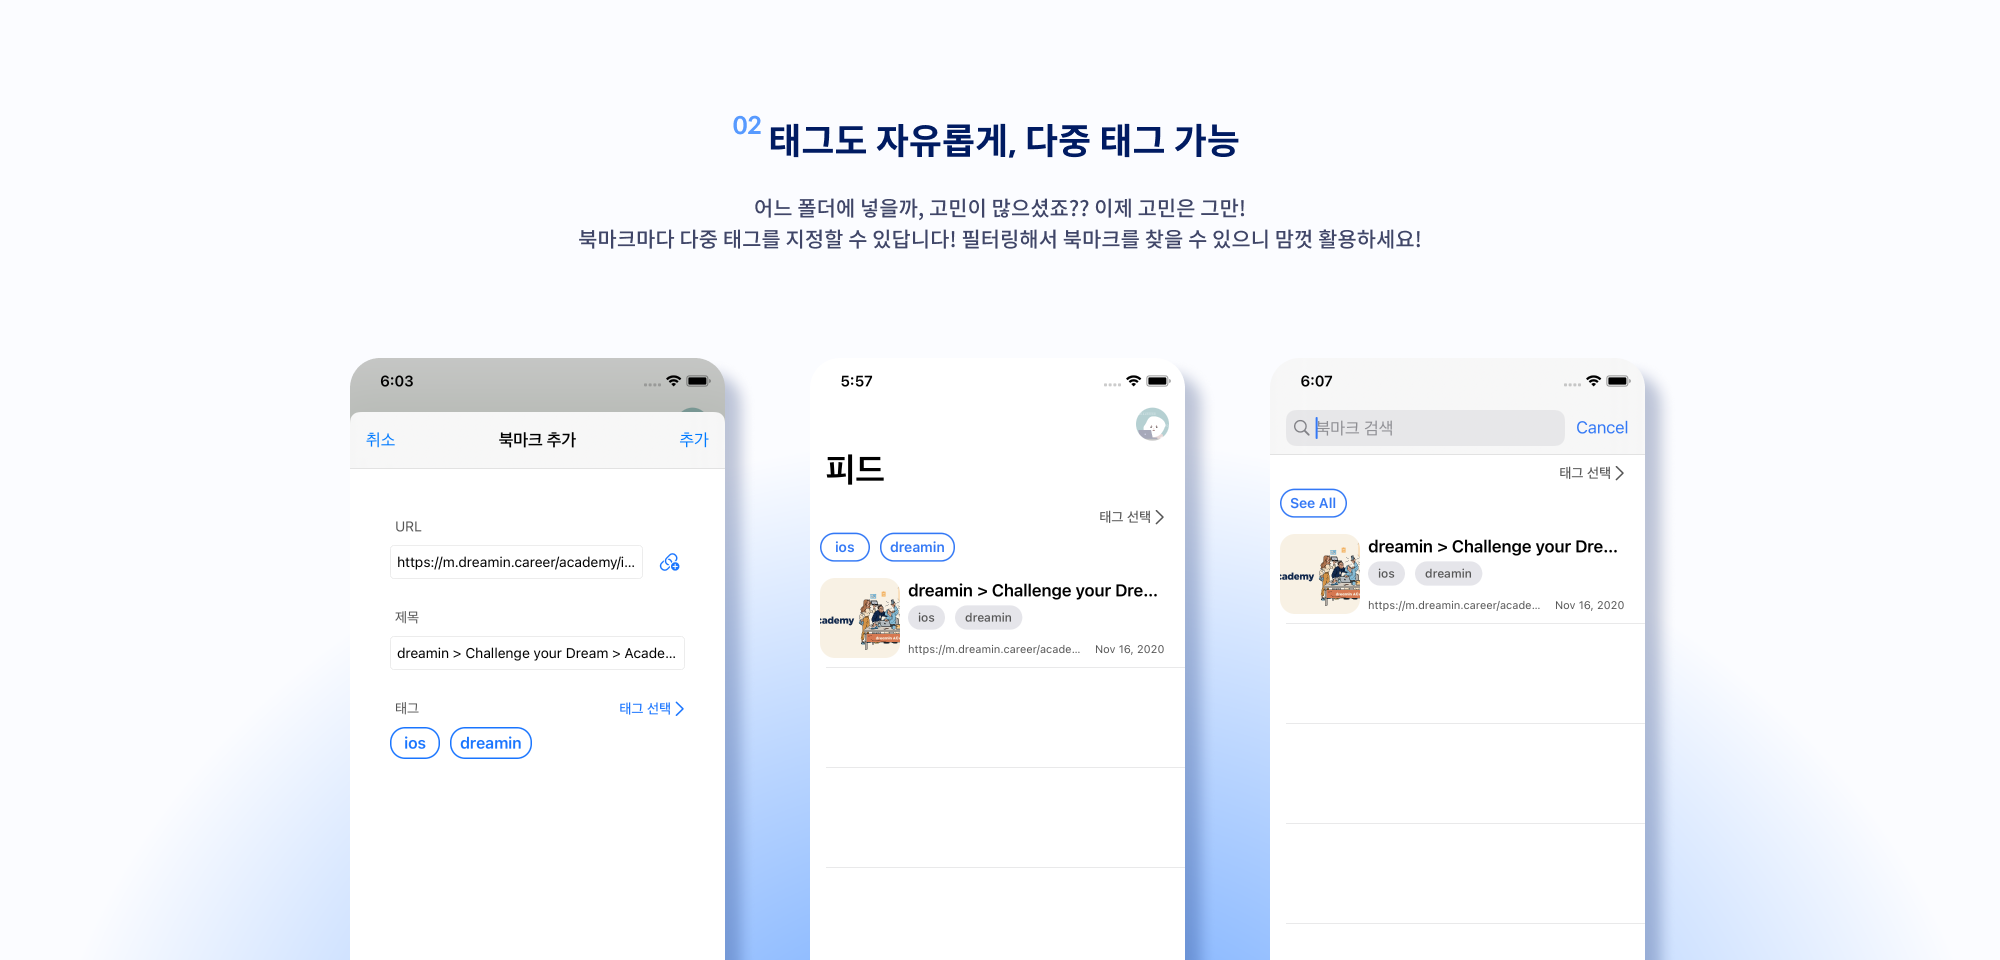 02 태그도 자유롭게, 다중 태그 가능
어느 폴더에 넣을까, 고민이 많으셨죠?? 이제 고민은 그만!
북마크마다 다중 태그를 지정할 수 있답니다! 필터링해서 북마크를 찾을 수 있으니 맘껏 활용하세요!
6:03
취소 북마크 추가 추가
URL
https://m.dreamin.career/academy/i...
제목
dreamin > Challenge your Dream > Acade...
태그 태그 선택
ios dreamin
5:57
피드
태그 선택
ios dreamin
cademy
dreamin > Challenge your Dre...
ios dreamin
https://m.dreamin.career/acade... Nov 16, 2020
6:07
북마크 검색 Cancel
태그 선택
See All
cademy
dreamin > Challenge your Dre...
ios dreamin
https://m.dreamin.career/acade... Nov 16, 2020